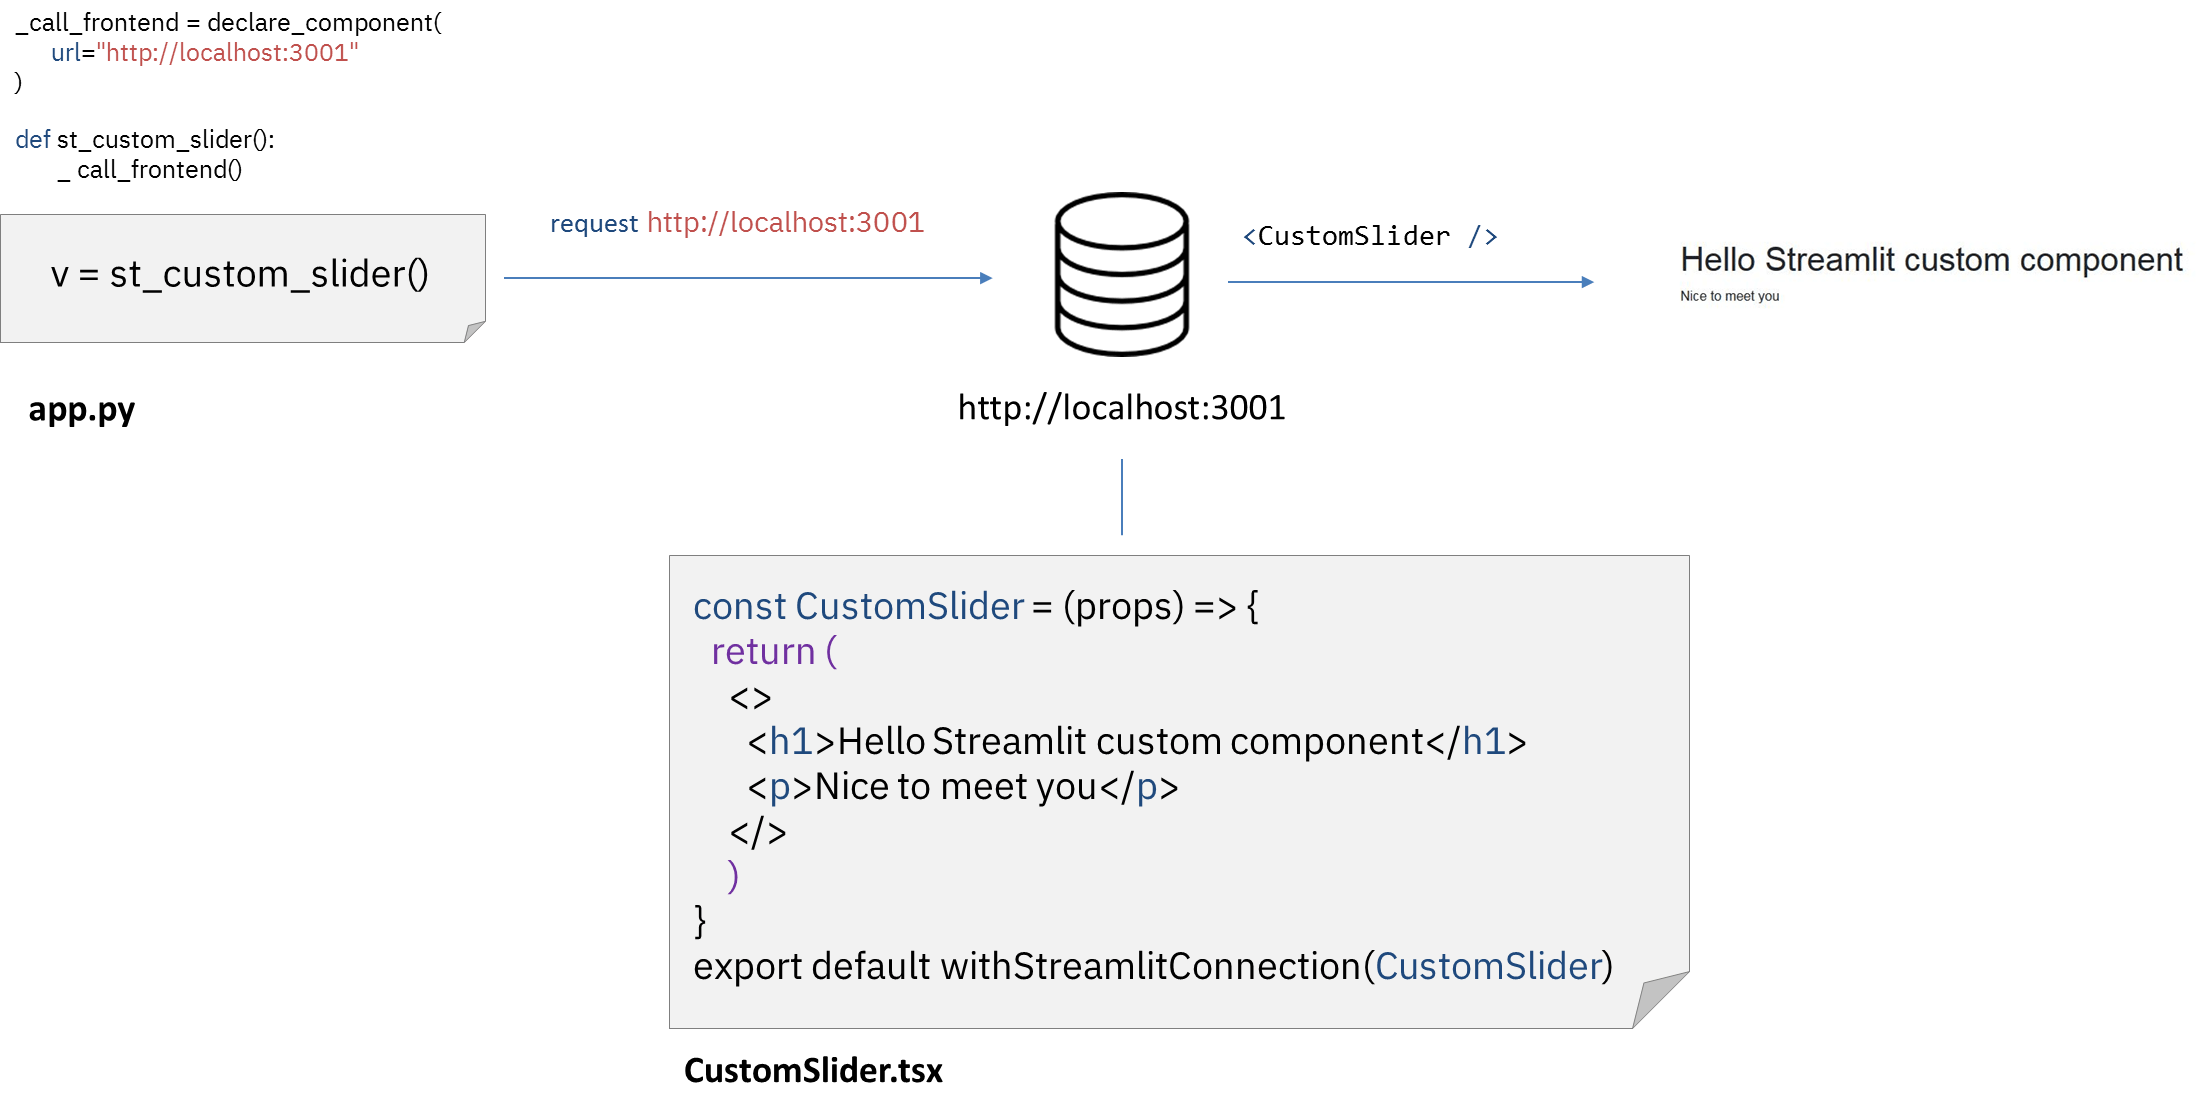 _call_frontend = declare_component(
url="http://localhost:3001"
)
def st_custom_slider():
_ call_frontend()
v = st_custom_slider()
app.py
request http://localhost:3001
http://localhost:3001
<CustomSlider />
Hello Streamlit custom component
Nice to meet you
const CustomSlider = (props) => {
return (
<>
<h1>Hello Streamlit custom component</h1>
<p>Nice to meet you</p>
</>
)
}
export default withStreamlitConnection(CustomSlider)
CustomSlider.tsx